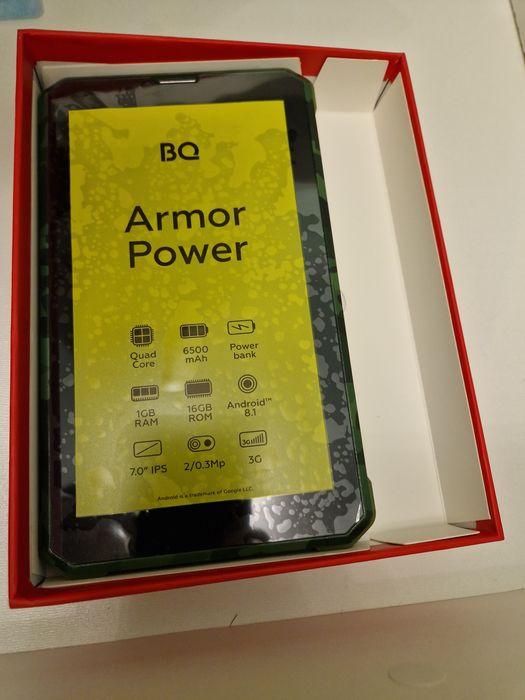 BQ
Armor
Power
Quad
Core
6500
mAh
Power
bank
1GB
RAM
16GB
ROM
Android™
8.1
7.0" IPS
2/0.3Mp
3G
3G
Android is a trademark of Google LLC.